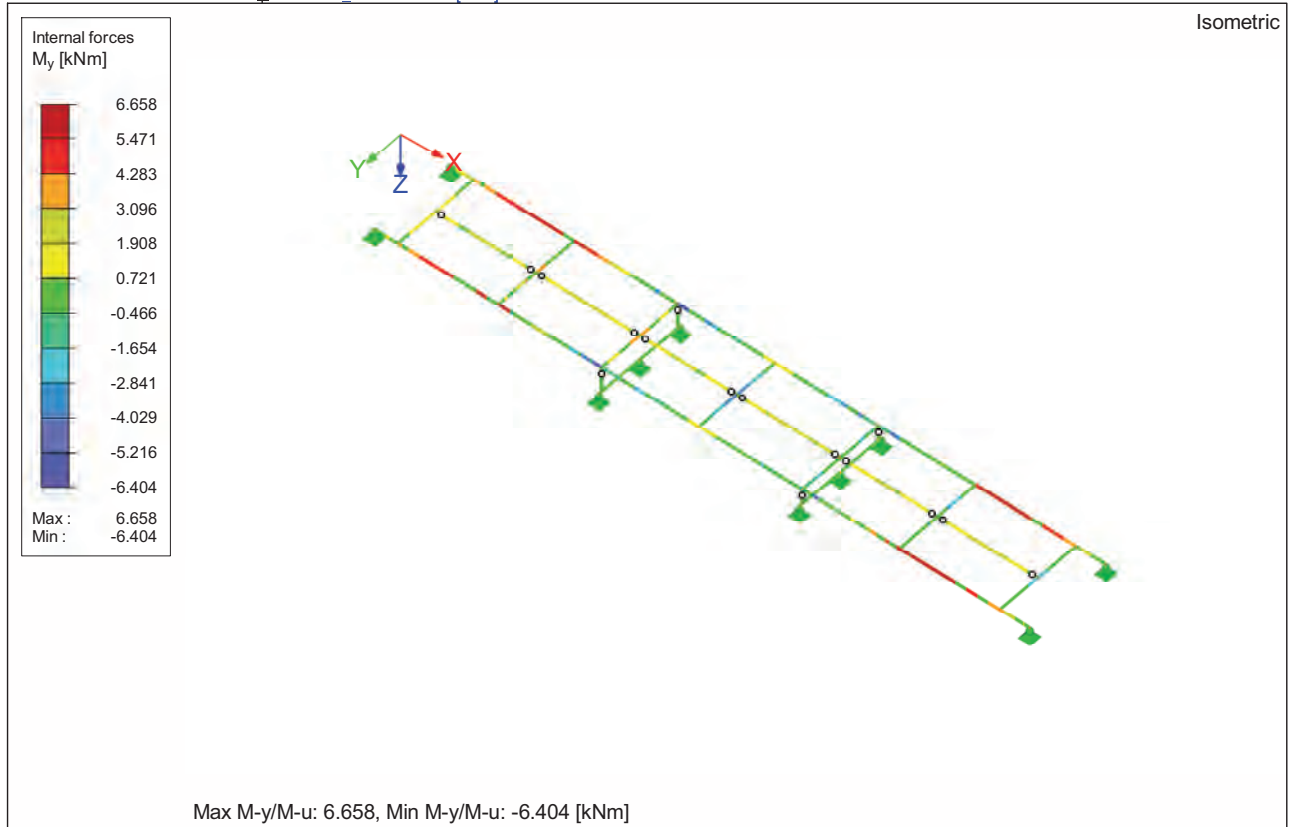 Isometric
Internal forces
My [kNm]
6.658
5.471
4.283
3.096
1.908
0.721
-0.466
-1.654
-2.841
-4.029
-5.216
-6.404
Max : 6.658
Min : -6.404
X
Y
Z
Max M-y/M-u: 6.658, Min M-y/M-u: -6.404 [kNm]